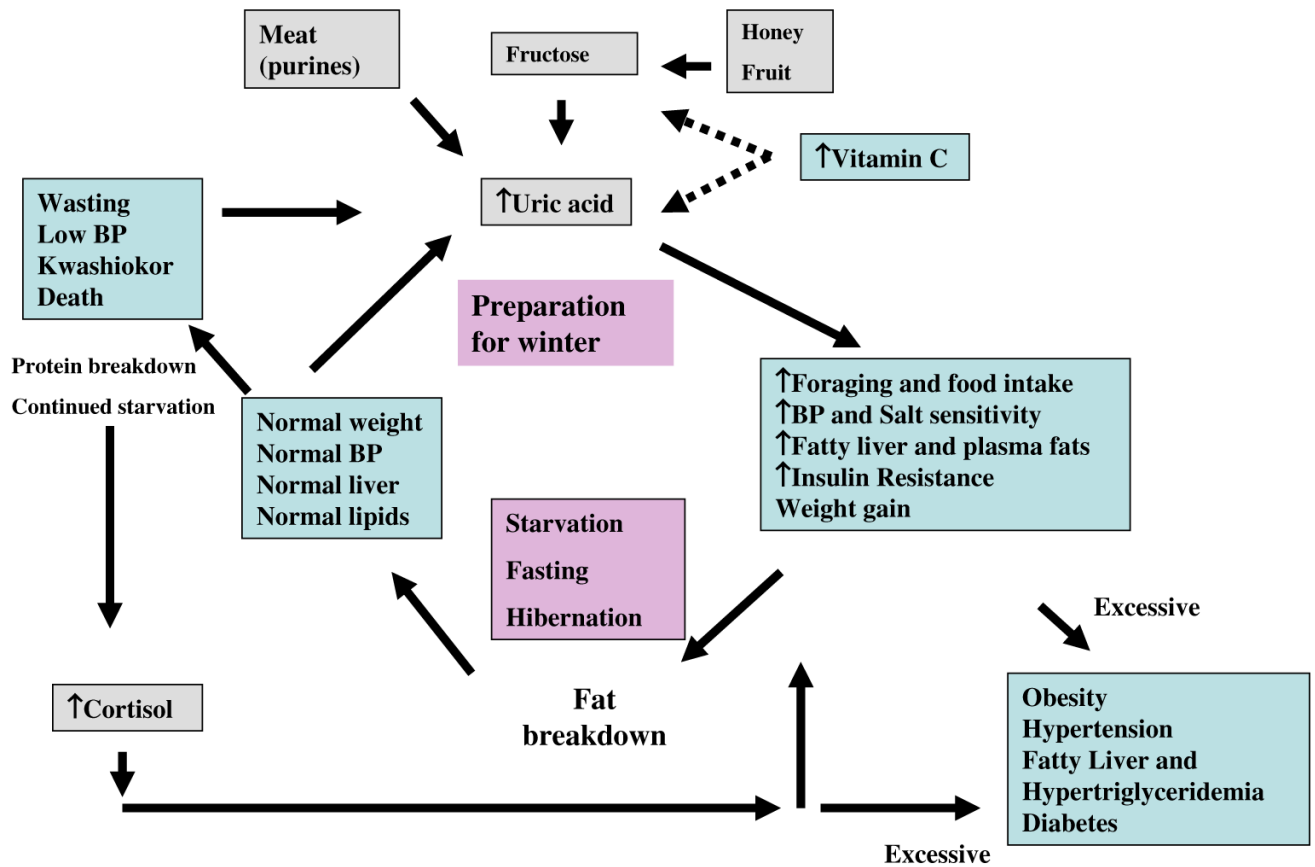 Meat
(purines)
Fructose
Honey
Fruit
↑Vitamin C
↑Uric acid
Wasting
Low BP
Kwashiokor
Death
Preparation
for winter
Protein breakdown
Continued starvation
↑Foraging and food intake
↑BP and Salt sensitivity
↑Fatty liver and plasma fats
↑Insulin Resistance
Weight gain
Normal weight
Normal BP
Normal liver
Normal lipids
Starvation
Fasting
Hibernation
Excessive
↑Cortisol
Fat
breakdown
Obesity
Hypertension
Fatty Liver and
Hypertriglyceridemia
Diabetes
Excessive